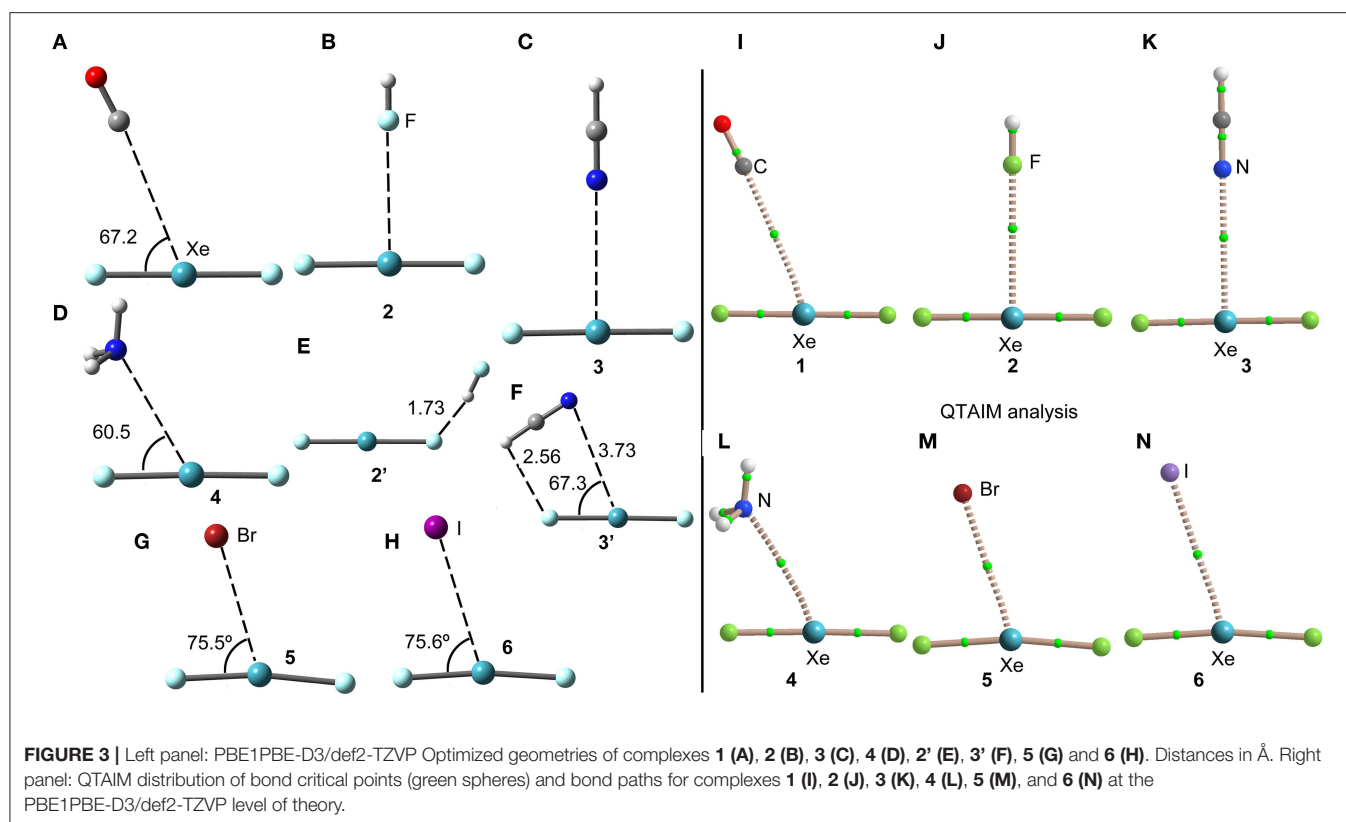 A
B
C
I
J
K
F
C
F
N
67.2
Xe
2
Xe
1
Xe
2
Xe
3
D
E
3
F
QTAIM analysis
1.73
60.5
4
2’
2.56
3.73
67.3
3’
L
M
N
N
Br
I
G
Br
H
I
75.5º
5
75.6º
6
Xe
4
Xe
5
Xe
6
FIGURE 3 | Left panel: PBE1PBE-D3/def2-TZVP Optimized geometries of complexes 1 (A), 2 (B), 3 (C), 4 (D), 2’ (E), 3’ (F), 5 (G) and 6 (H). Distances in Å. Right
panel: QTAIM distribution of bond critical points (green spheres) and bond paths for complexes 1 (I), 2 (J), 3 (K), 4 (L), 5 (M), and 6 (N) at the
PBE1PBE-D3/def2-TZVP level of theory.